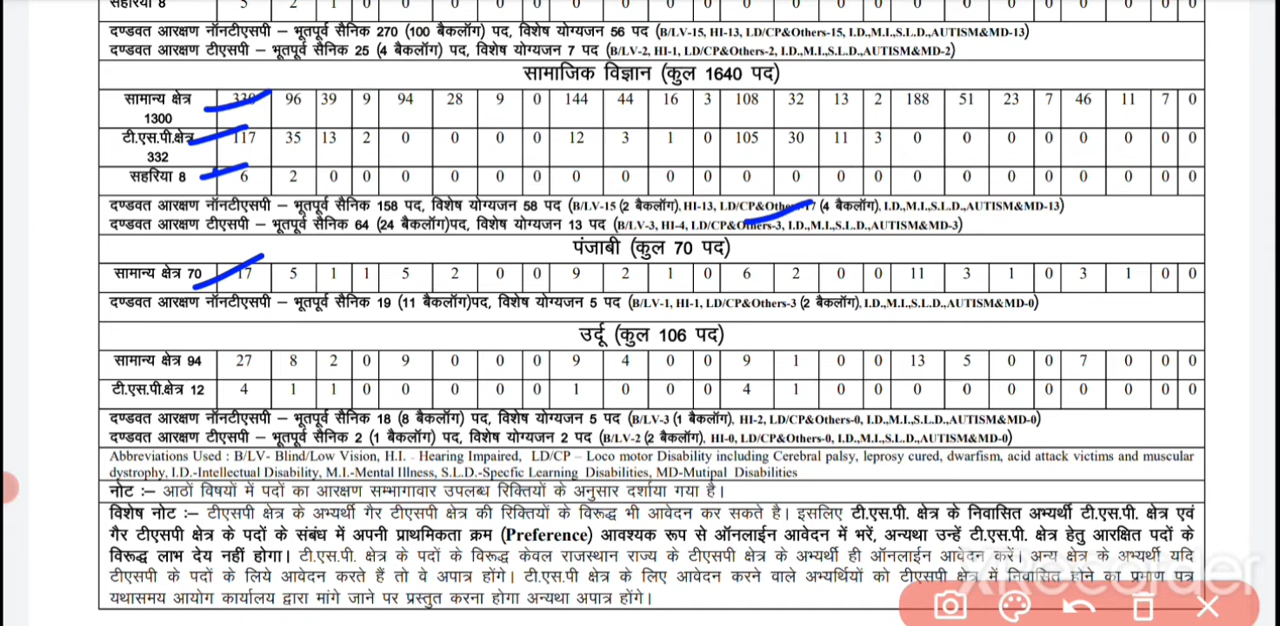 सहरिया 8 5 2 1 0 0 0 0 0 0 0 0 0 0 0 0 0 0 0 0 0 0 0 0 0
दण्डवत आरक्षण नॉनटीएसपी – भूतपूर्व सैनिक 270 (100 बैकलॉग) पद, विशेष योग्यजन 56 पद (B/LV-15, HI-13, LD/CP&Others-15, I.D.,M.I.,S.L.D.,AUTISM&MD-13)
दण्डवत आरक्षण टीएसपी – भूतपूर्व सैनिक 25 (4 बैकलॉग) पद, विशेष योग्यजन 7 पद (B/LV-2, HI-1, LD/CP&Others-2, I.D.,M.I.,S.L.D.,AUTISM&MD-2)
सामाजिक विज्ञान (कुल 1640 पद)
सामान्य क्षेत्र 96 39 9 94 28 9 0 144 44 16 3 108 32 13 2 188 51 23 7 46 11 7 0
1300
टी.एस.पी.क्षेत्र 117 35 13 2 0 0 0 0 12 3 1 0 105 30 11 3 0 0 0 0 0 0 0 0
332
सहरिया 8 6 2 0 0 0 0 0 0 0 0 0 0 0 0 0 0 0 0 0 0 0 0 0 0
दण्डवत आरक्षण नॉनटीएसपी – भूतपूर्व सैनिक 158 पद, विशेष योग्यजन 58 पद (B/LV-15 (2 बैकलॉग), HI-13, LD/CP&Others-17 (4 बैकलॉग), I.D.,M.I.,S.L.D.,AUTISM&MD-13)
दण्डवत आरक्षण टीएसपी – भूतपूर्व सैनिक 64 (24 बैकलॉग)पद, विशेष योग्यजन 13 पद (B/LV-3, HI-4, LD/CP&Others-3, I.D.,M.I.,S.L.D.,AUTISM&MD-3)
पंजाबी (कुल 70 पद)
सामान्य क्षेत्र 70 17 5 1 1 5 2 0 0 9 2 1 0 6 2 0 0 11 3 1 0 3 1 0 0
दण्डवत आरक्षण नॉनटीएसपी – भूतपूर्व सैनिक 19 (11 बैकलॉग)पद, विशेष योग्यजन 5 पद (B/LV-1, HI-1, LD/CP&Others-3 (2 बैकलॉग), I.D.,M.I.,S.L.D.,AUTISM&MD-0)
उर्दू (कुल 106 पद)
सामान्य क्षेत्र 94 27 8 2 0 9 0 0 0 9 4 0 0 9 1 0 0 13 5 0 0 7 0 0 0
टी.एस.पी.क्षेत्र 12 4 1 1 0 0 0 0 0 1 0 0 0 4 1 0 0 0 0 0 0 0 0 0 0
दण्डवत आरक्षण नॉनटीएसपी – भूतपूर्व सैनिक 18 (8 बैकलॉग) पद, विशेष योग्यजन 5 पद (B/LV-3 (1 बैकलॉग), HI-2, LD/CP&Others-0, I.D.,M.I.,S.L.D.,AUTISM&MD-0)
दण्डवत आरक्षण टीएसपी – भूतपूर्व सैनिक 2 (1 बैकलॉग) पद, विशेष योग्यजन 2 पद (B/LV-2 (2 बैकलॉग), HI-0, LD/CP&Others-0, I.D.,M.I.,S.L.D.,AUTISM&MD-0)
Abbreviations Used : B/LV- Blind/Low Vision, H.I. - Hearing Impaired, LD/CP – Loco motor Disability including Cerebral palsy, leprosy cured, dwarfism, acid attack victims and muscular
dystrophy, I.D.-Intellectual Disability, M.I.-Mental Illness, S.L.D.-Specfic Learning Disabilities, MD-Mutipal Disabilities
नोट :– आठों विषयों में पदों का आरक्षण सम्भागावार उपलब्ध रिक्तियों के अनुसार दर्शाया गया है।
विशेष नोट :– टीएसपी क्षेत्र के अभ्यर्थी गैर टीएसपी क्षेत्र की रिक्तियों के विरूद्ध भी आवेदन कर सकते है। इसलिए टी.एस.पी. क्षेत्र के निवासित अभ्यर्थी टी.एस.पी. क्षेत्र एवं
गैर टीएसपी क्षेत्र के पदों के संबंध में अपनी प्राथमिकता क्रम (Preference) आवश्यक रूप से ऑनलाईन आवेदन में भरें, अन्यथा उन्हें टी.एस.पी. क्षेत्र हेतु आरक्षित पदों के
विरूद्ध लाभ देय नहीं होगा। टी.एस.पी. क्षेत्र के पदों के विरूद्ध केवल राजस्थान राज्य के टीएसपी क्षेत्र के अभ्यर्थी ही ऑनलाईन आवेदन करें। अन्य क्षेत्र के अभ्यर्थी यदि
टीएसपी के पदों के लिये आवेदन करते हैं तो वे अपात्र होंगे। टी.एस.पी क्षेत्र के लिए आवेदन करने वाले अभ्यर्थियों को टीएसपी क्षेत्र में निवासित होने का प्रमाण पत्र
यथासमय आयोग कार्यालय द्वारा मांगे जाने पर प्रस्तुत करना होगा अन्यथा अपात्र होंगे।
XRecorder